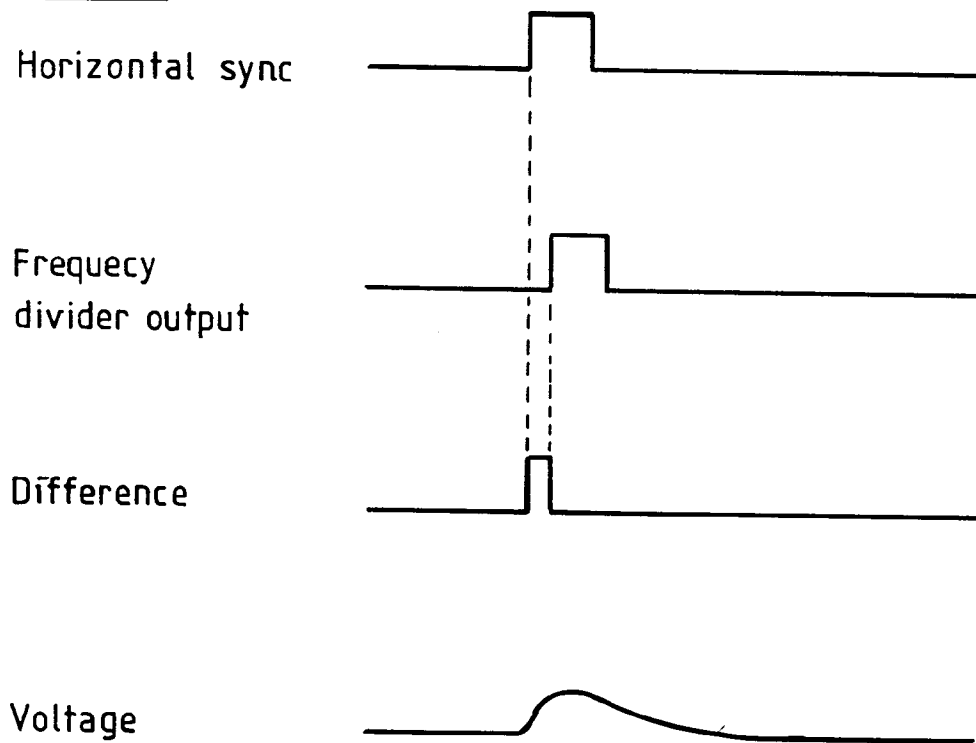 Horizontal sync
Frequecy
divider output
Difference
Voltage